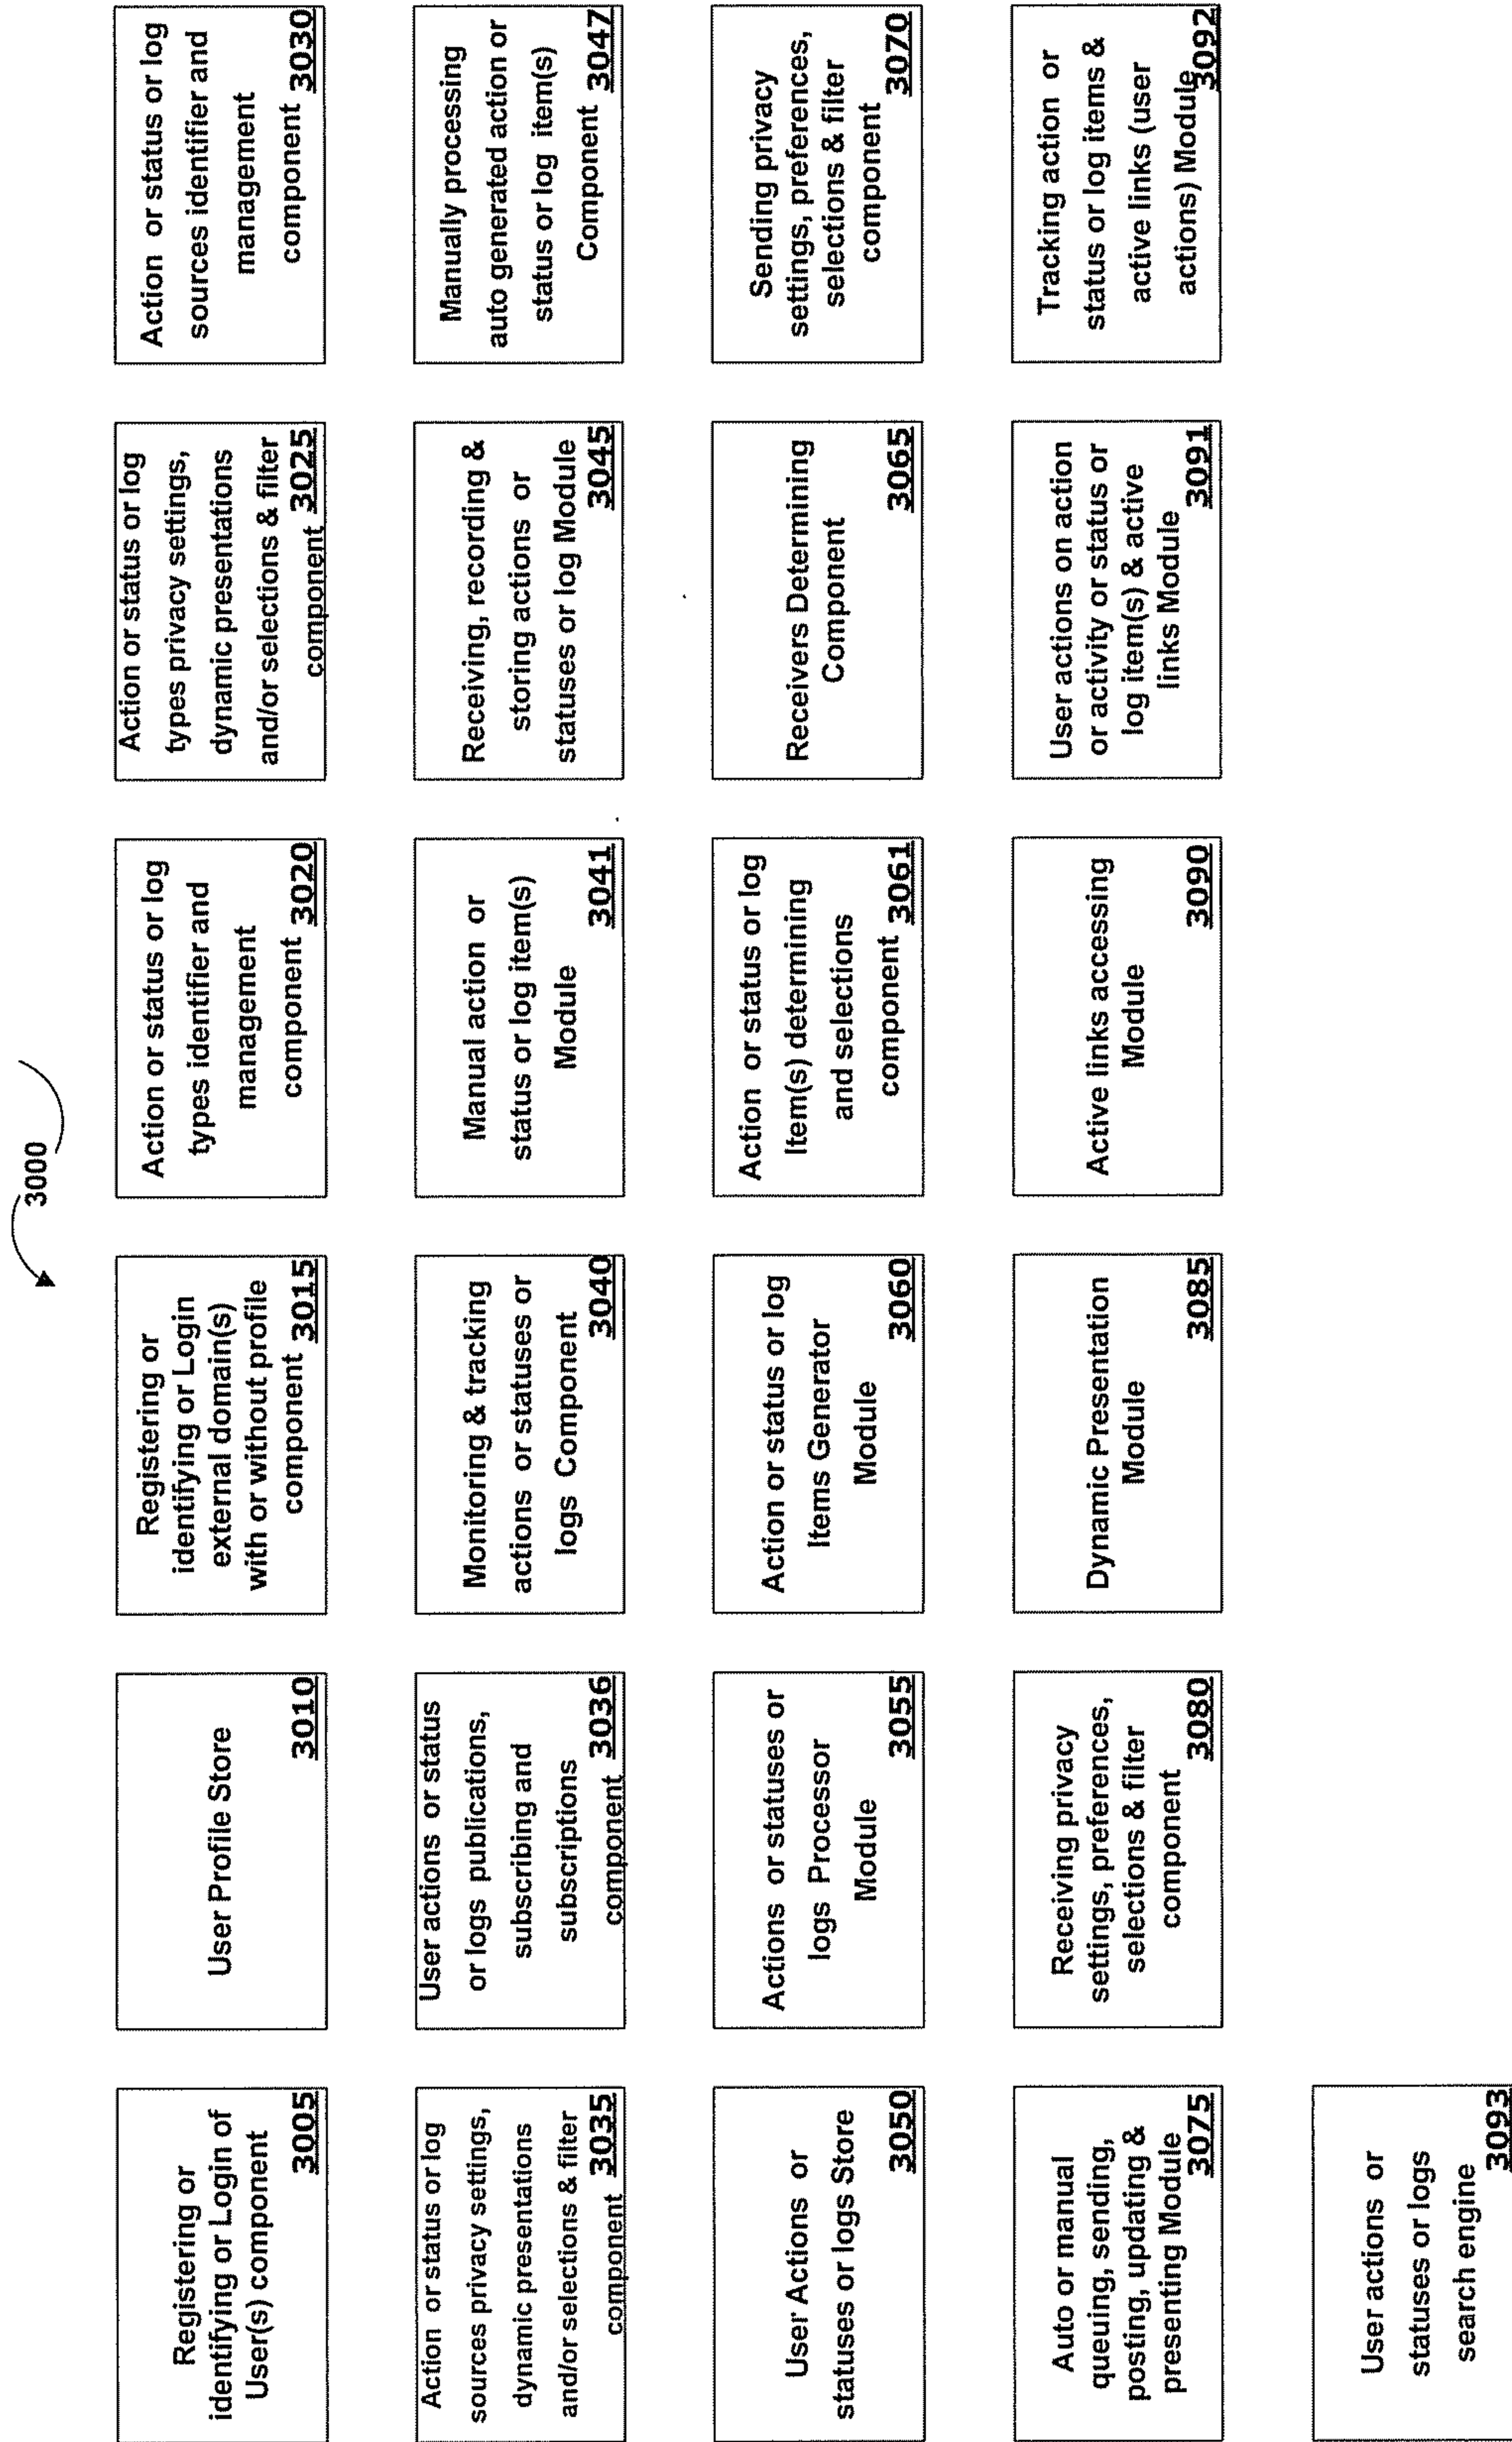 3000
Registering or
identifying or Login of
User(s) component
3005
User Profile Store
3010
Registering or
identifying or Login
external domain(s)
with or without profile
component 3015
Action or status or log
types identifier and
management
component 3020
Action or status or log
types privacy settings,
dynamic presentations
and/or selections & filter
component 3025
Action or status or log
sources identifier and
management
component 3030
Action or status or log
sources privacy settings,
dynamic presentations
and/or selections & filter
component 3035
User actions or status
or logs publications,
subscribing and
subscriptions
component 3036
Monitoring & tracking
actions or statuses or
logs Component
3040
Manual action or
status or log item(s)
Module
3041
Receiving, recording &
storing actions or
statuses or log Module
3045
Manually processing
auto generated action or
status or log item(s)
Component 3047
User Actions or
statuses or logs Store
3050
Actions or statuses or
logs Processor
Module
3055
Action or status or log
Items Generator
Module
3060
Action or status or log
Item(s) determining
and selections
component 3061
Receivers Determining
Component
3065
Sending privacy
settings, preferences,
selections & filter
component
3070
Auto or manual
queuing, sending,
posting, updating &
presenting Module
3075
Receiving privacy
settings, preferences,
selections & filter
component
3080
Dynamic Presentation
Module
3085
Active links accessing
Module
3090
User actions on action
or activity or status or
log item(s) & active
links Module
3091
Tracking action or
status or log items &
active links (user
actions) Module
3092
User actions or
statuses or logs
search engine
3093